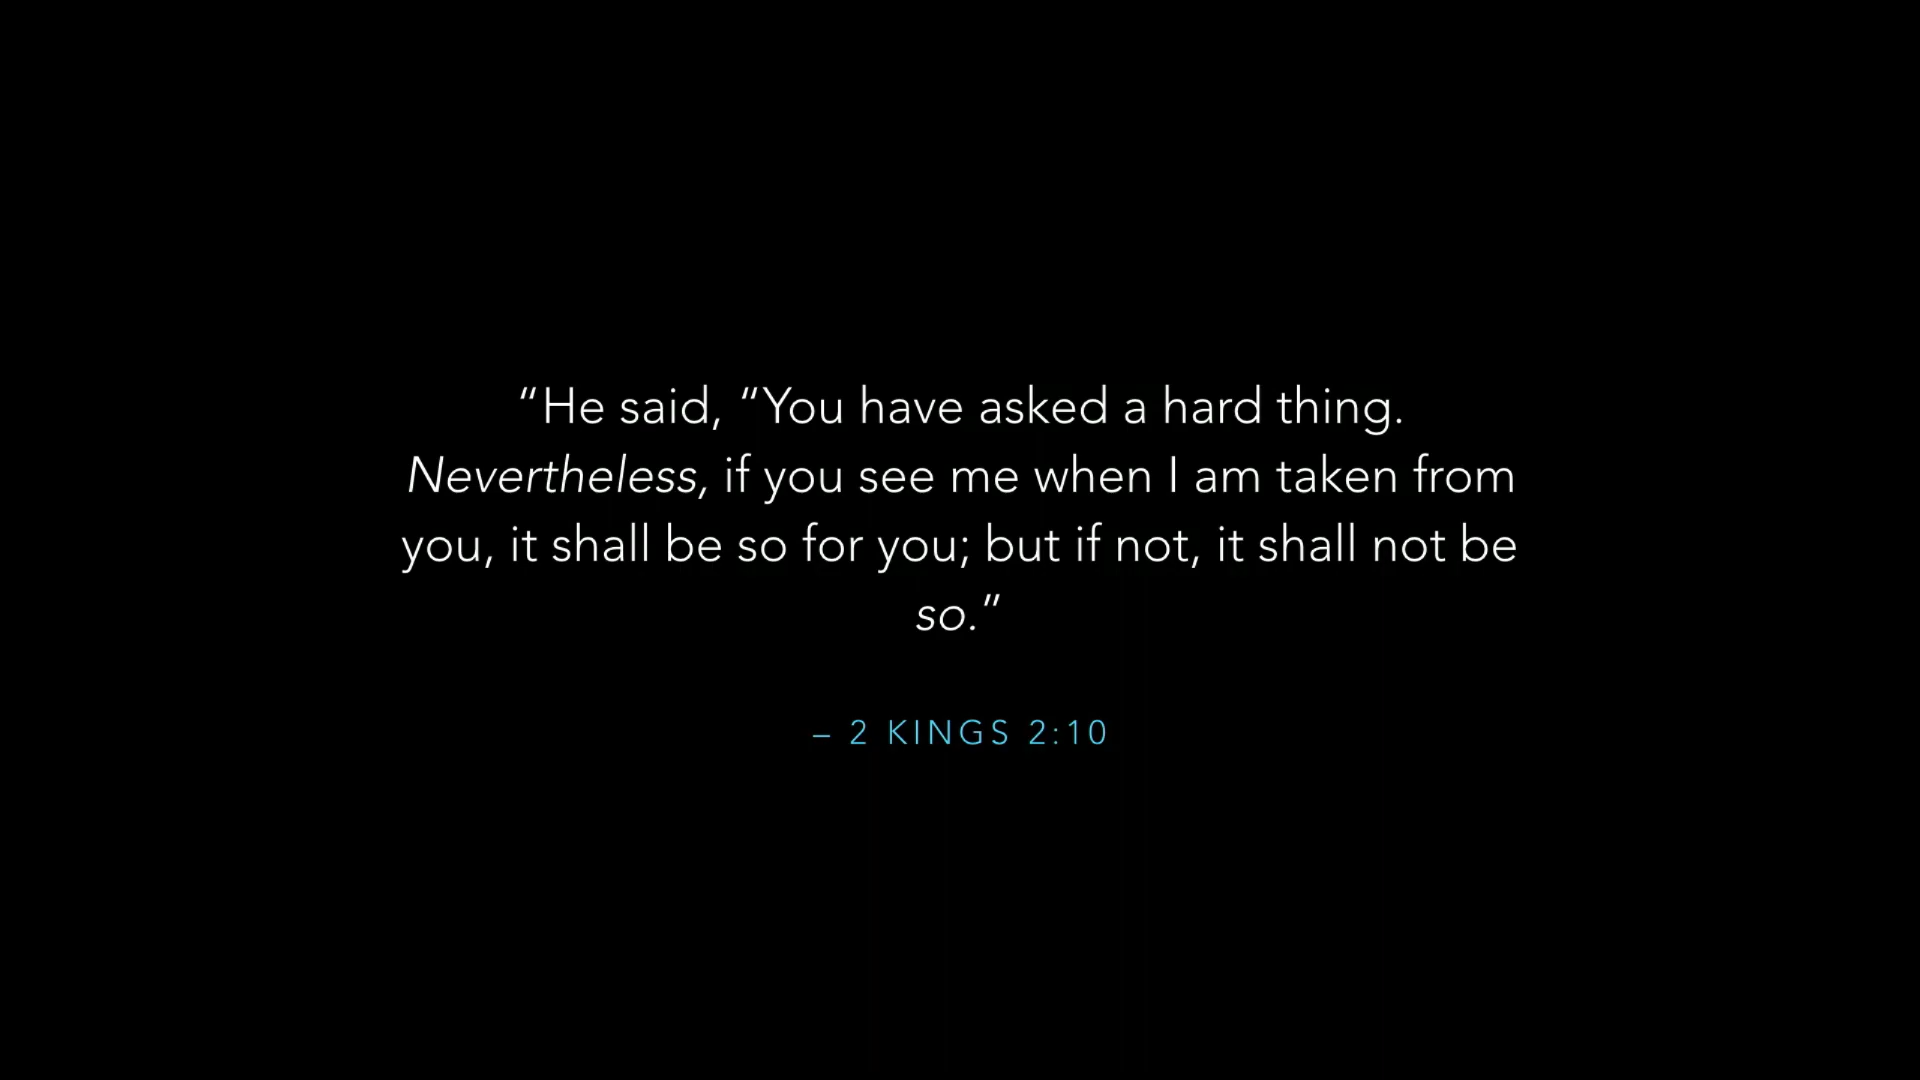 “He said, “You have asked a hard thing.
Nevertheless, if you see me when I am taken from
you, it shall be so for you; but if not, it shall not be
so.”
– 2 KINGS 2:10